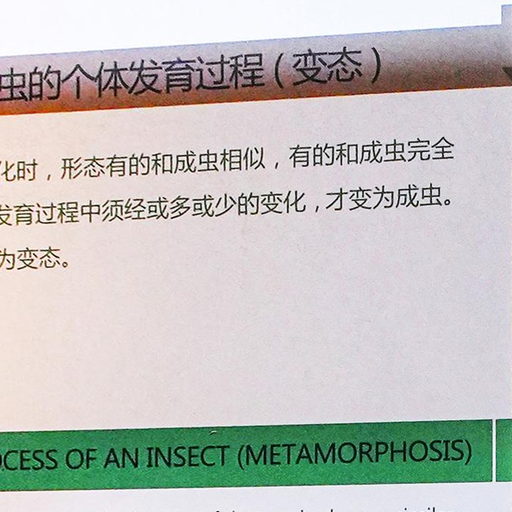 虫的个体发育过程（变态）
化时，形态有的和成虫相似，有的和成虫完全
发育过程中须经或多或少的变化，才变为成虫。
为变态。
OCESS OF AN INSECT (METAMORPHOSIS)